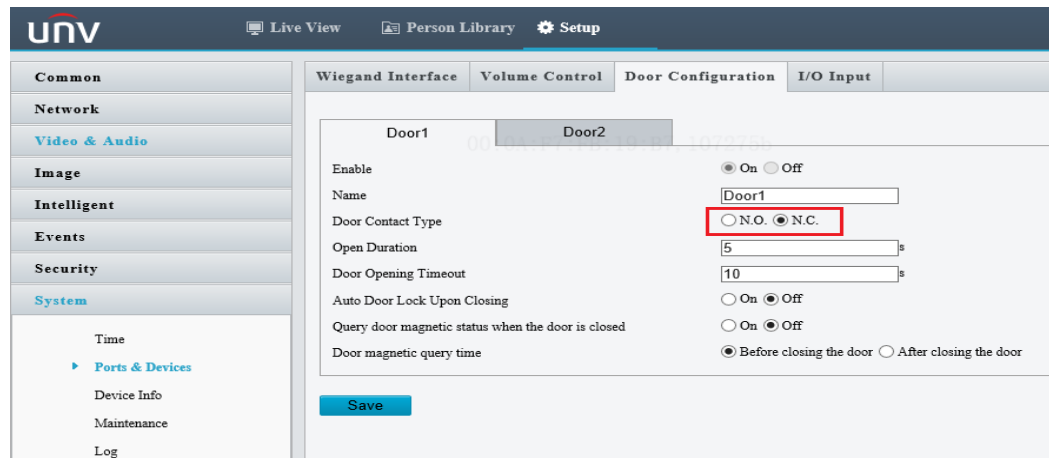 unv
Live View Person Library Setup
Common
Network
Video & Audio
Image
Intelligent
Events
Security
System
Time
Ports & Devices
Device Info
Maintenance
Log
Wiegand Interface Volume Control Door Configuration I/O Input
Door1 Door2
Enable On Off
Name Door1
Door Contact Type N.O. N.C.
Open Duration 5 s
Door Opening Timeout 10 s
Auto Door Lock Upon Closing On Off
Query door magnetic status when the door is closed On Off
Door magnetic query time Before closing the door After closing the door
Save